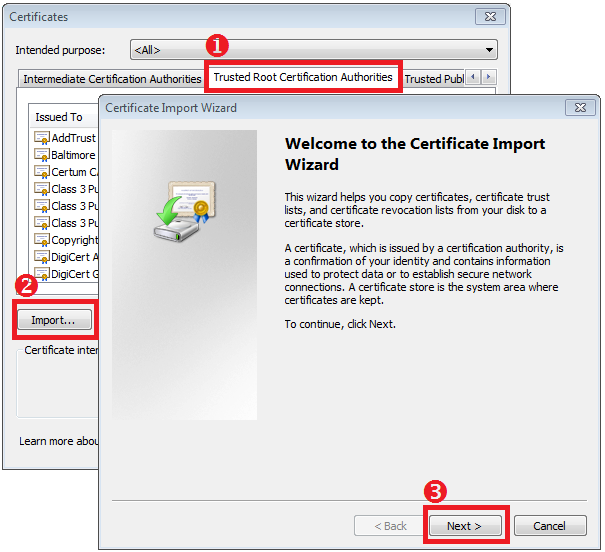 Certificates
Intended purpose:
<All>
1
Intermediate Certification Authorities
Trusted Root Certification Authorities
Trusted Publ
Issued To
AddTrust
Baltimore
Certum CA
Class 3 Pu
Class 3 Pu
Class 3 Pu
Copyright
DigiCert A
DigiCert G
2
Import...
Certificate inter
Learn more abou
Certificate Import Wizard
Welcome to the Certificate Import
Wizard
This wizard helps you copy certificates, certificate trust
lists, and certificate revocation lists from your disk to a
certificate store.
A certificate, which is issued by a certification authority, is
a confirmation of your identity and contains information
used to protect data or to establish secure network
connections. A certificate store is the system area where
certificates are kept.
To continue, click Next.
3
< Back
Next >
Cancel